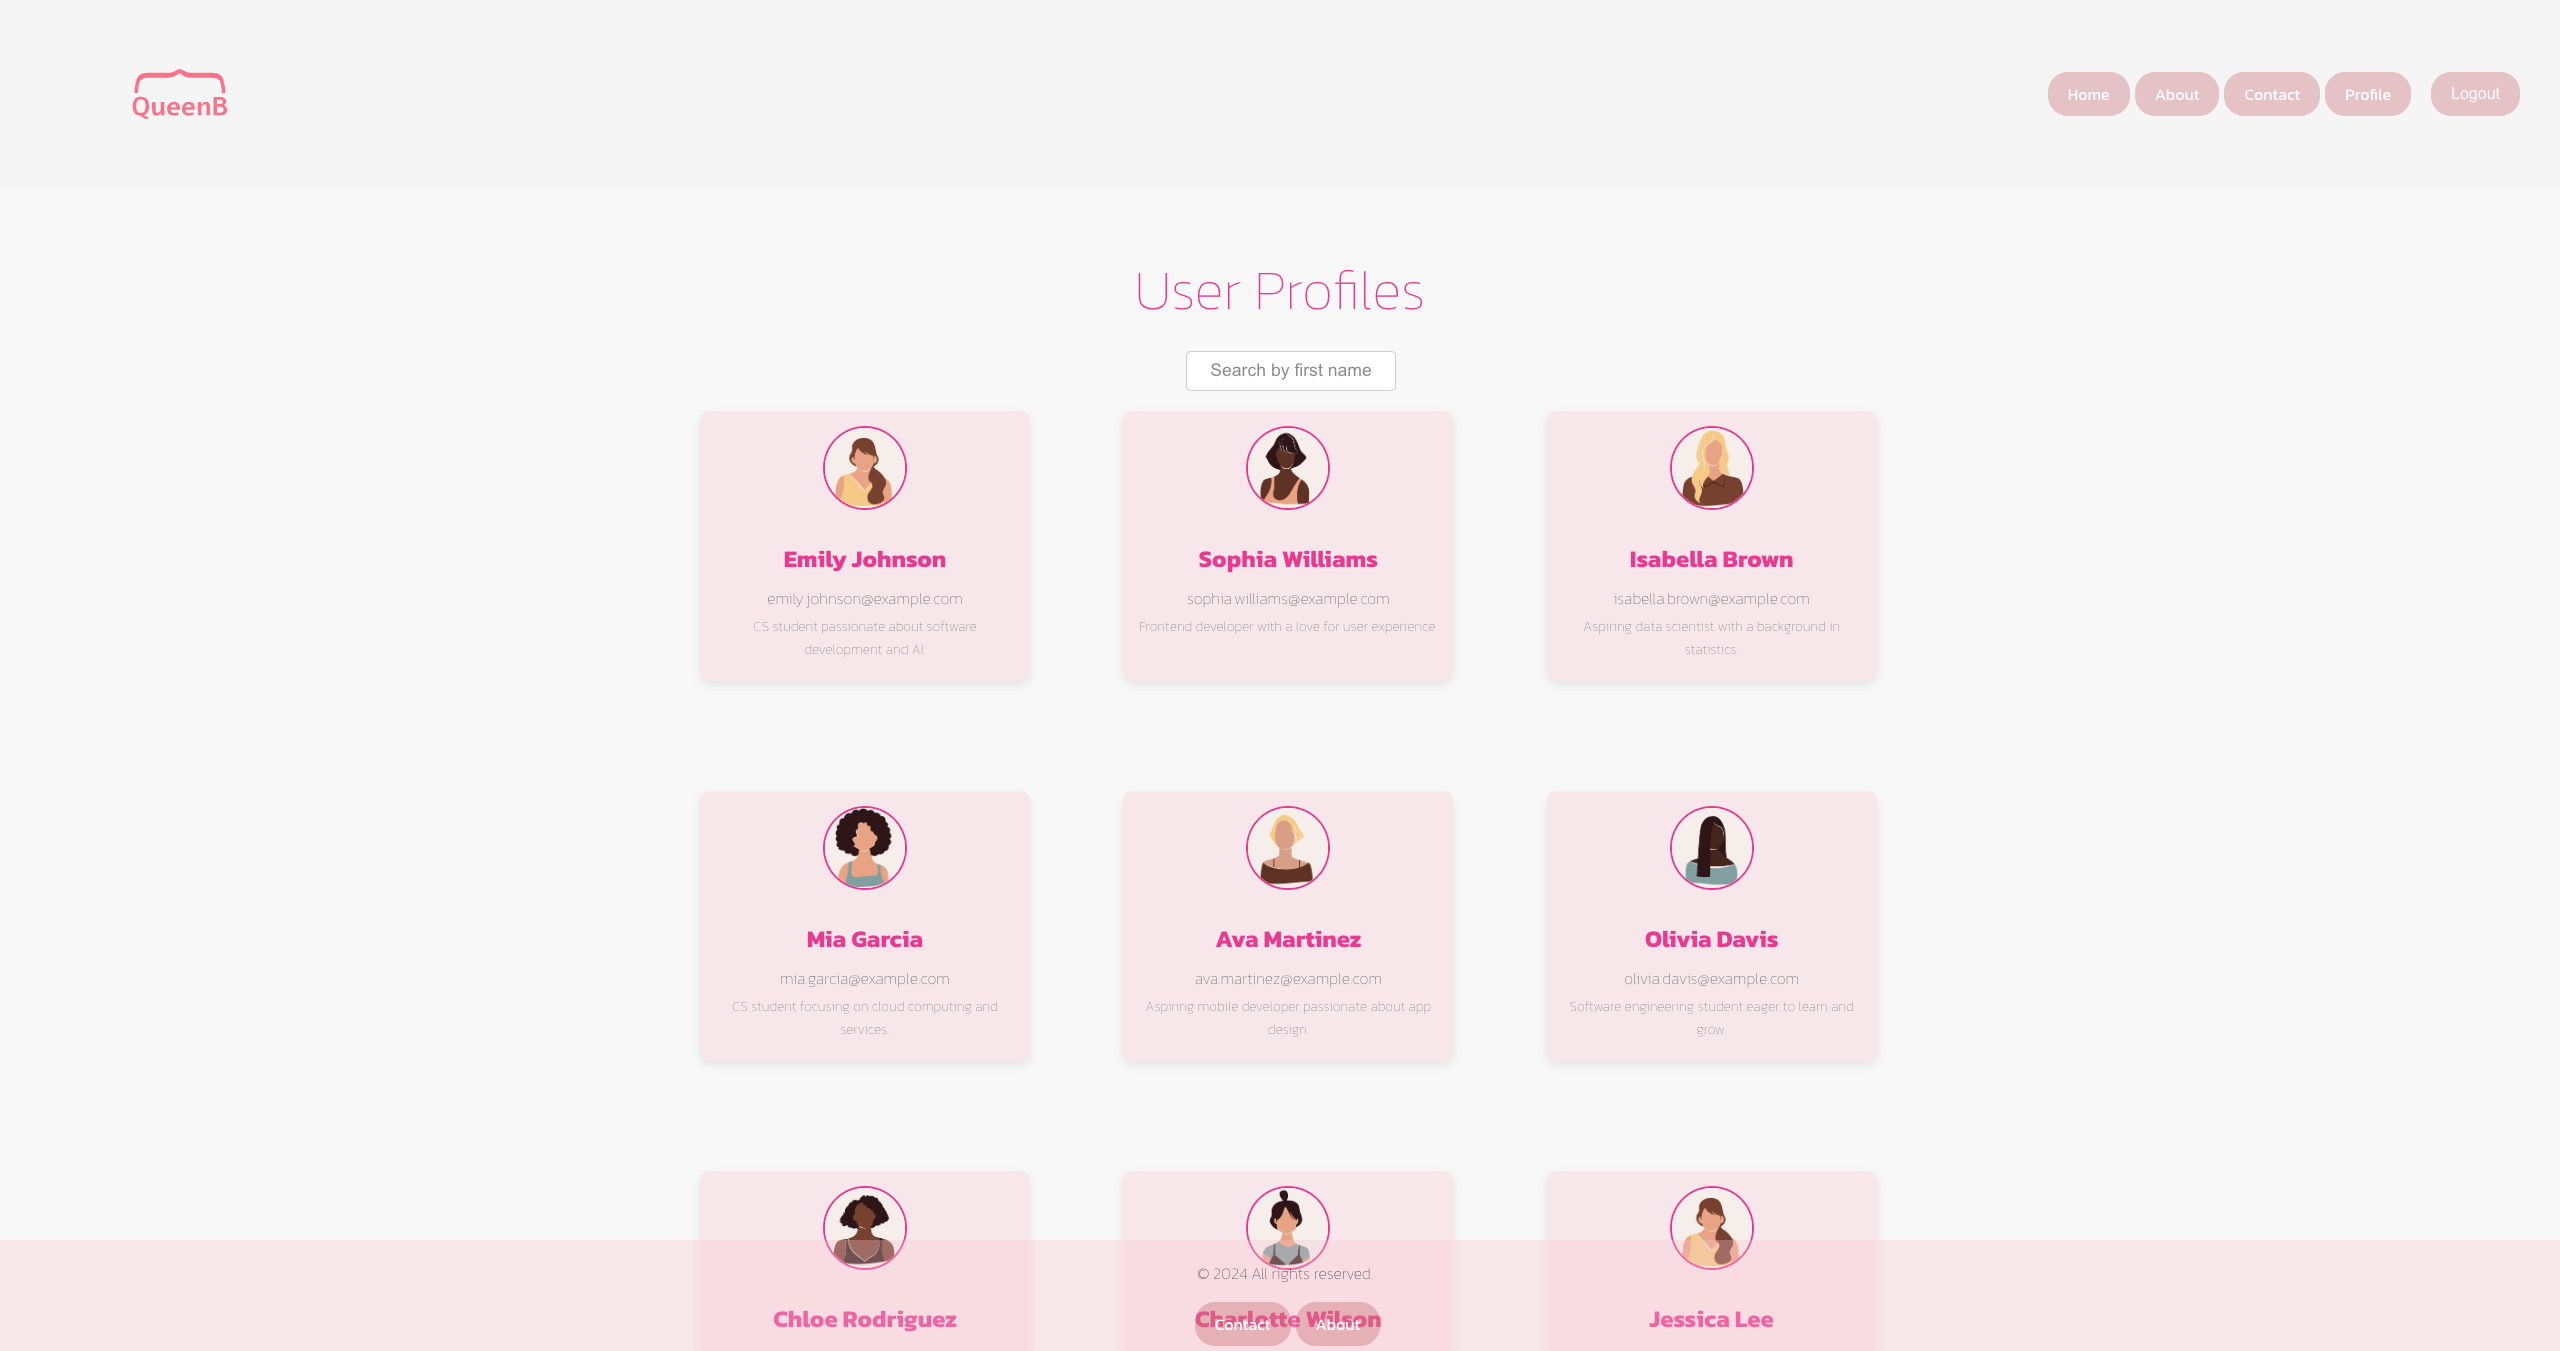 QueenB
Home
About
Contact
Profile
Logout
User Profiles
Search by first name
Emily Johnson
emily.johnson@example.com
CS student passionate about software
development and AI.
Sophia Williams
sophia.williams@example.com
Frontend developer with a love for user experience.
Isabella Brown
isabella.brown@example.com
Aspiring data scientist with a background in
statistics.
Mia Garcia
mia.garcia@example.com
CS student focusing on cloud computing and
services.
Ava Martinez
ava.martinez@example.com
Aspiring mobile developer passionate about app
design.
Olivia Davis
olivia.davis@example.com
Software engineering student eager to learn and
grow.
Chloe Rodriguez
Charlotte Wilson
Jessica Lee
© 2024 All rights reserved.
Contact
About